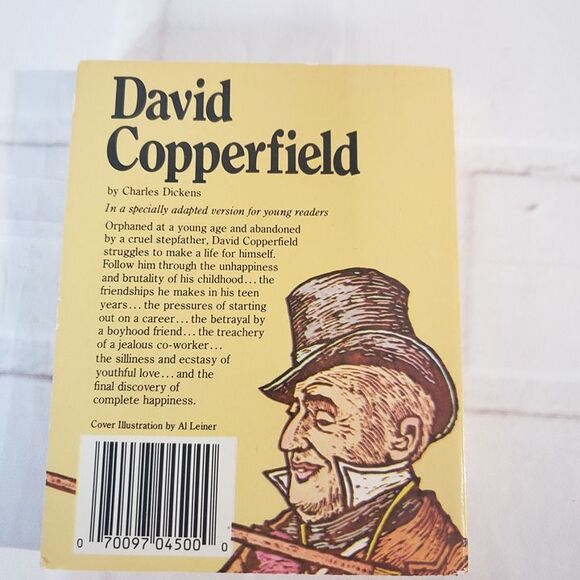 David
Copperfield
by Charles Dickens
In a specially adapted version for young readers
Orphaned at a young age and abandoned
by a cruel stepfather, David Copperfield
struggles to make a life for himself.
Follow him through the unhappiness
and brutality of his childhood... the
friendships he makes in his teen
years... the pressures of starting
out on a career... the betrayal by
a boyhood friend... the treachery
of a jealous co-worker...
the silliness and ecstasy of
youthful love... and the
final discovery of
complete happiness.
Cover Illustration by Al Leiner
0 70097 04500 0